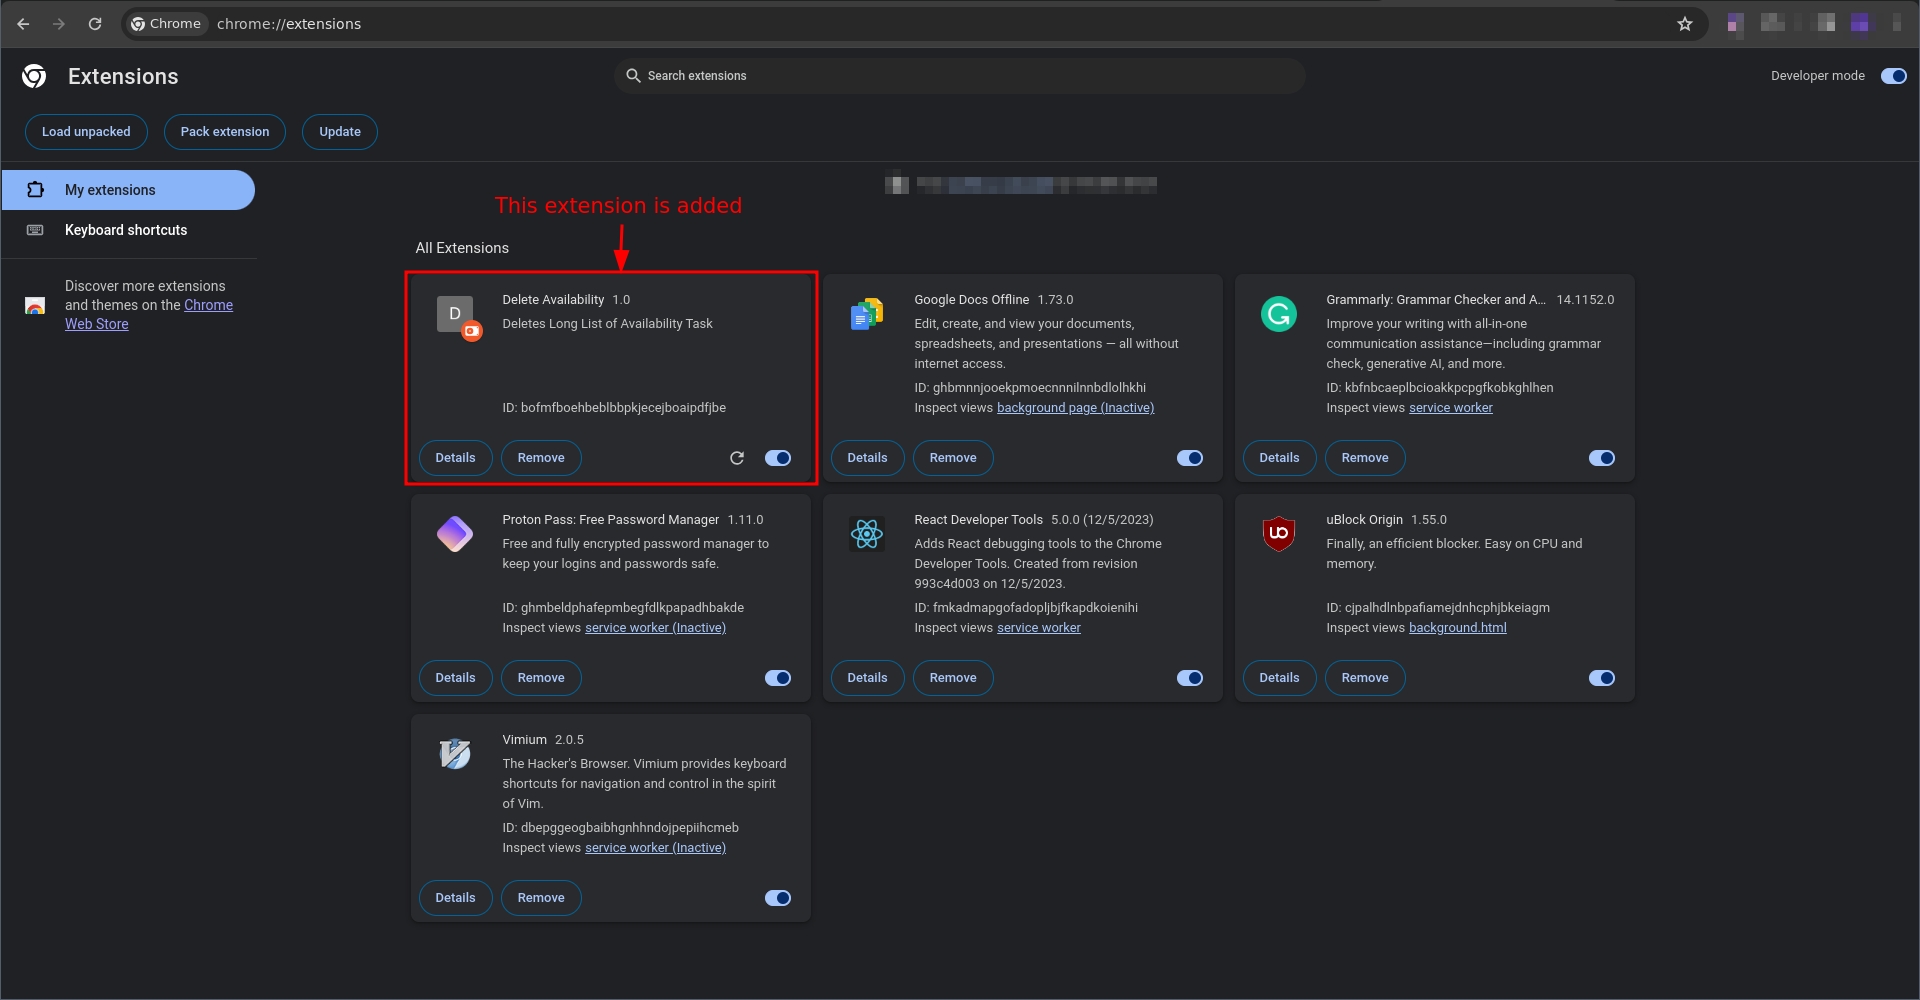 Chrome
chrome://extensions
Extensions
Search extensions
Developer mode
Load unpacked
Pack extension
Update
My extensions
Keyboard shortcuts
Discover more extensions
and themes on the Chrome
Web Store
This extension is added
All Extensions
D
Delete Availability 1.0
Deletes Long List of Availability Task
ID: bofmfboehbeblbbpkjecejboaipdfjbe
Details
Remove
Google Docs Offline 1.73.0
Edit, create, and view your documents,
spreadsheets, and presentations — all without
internet access.
ID: ghbmnnjooekpmoecnnnilnnbdlolhkhi
Inspect views background page (Inactive)
Details
Remove
Grammarly: Grammar Checker and A... 14.1152.0
Improve your writing with all-in-one
communication assistance—including grammar
check, generative AI, and more.
ID: kbfnbcaeplbcioakkpcpgfkobkghlhen
Inspect views service worker
Details
Remove
Proton Pass: Free Password Manager 1.11.0
Free and fully encrypted password manager to
keep your logins and passwords safe.
ID: ghmbeldphafepmbegfdlkpapadhbakde
Inspect views service worker (Inactive)
Details
Remove
React Developer Tools 5.0.0 (12/5/2023)
Adds React debugging tools to the Chrome
Developer Tools. Created from revision
993c4d003 on 12/5/2023.
ID: fmkadmapgofadopljbjfkapdkoienihi
Inspect views service worker
Details
Remove
uBlock Origin 1.55.0
Finally, an efficient blocker. Easy on CPU and
memory.
ID: cjpalhdlnbpafiamejdnhcphjbkeiagm
Inspect views background.html
Details
Remove
Vimium 2.0.5
The Hacker's Browser. Vimium provides keyboard
shortcuts for navigation and control in the spirit
of Vim.
ID: dbepggeogbaibhgnhhndojpepiihcmeb
Inspect views service worker (Inactive)
Details
Remove